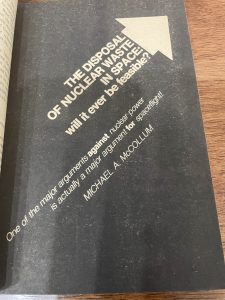 THE DISPOSAL
OF NUCLEAR WASTE
IN SPACE:
will it ever be feasible?
One of the major arguments against nuclear power
is actually a major argument for spaceflight!
MICHAEL A. McCOLLUM